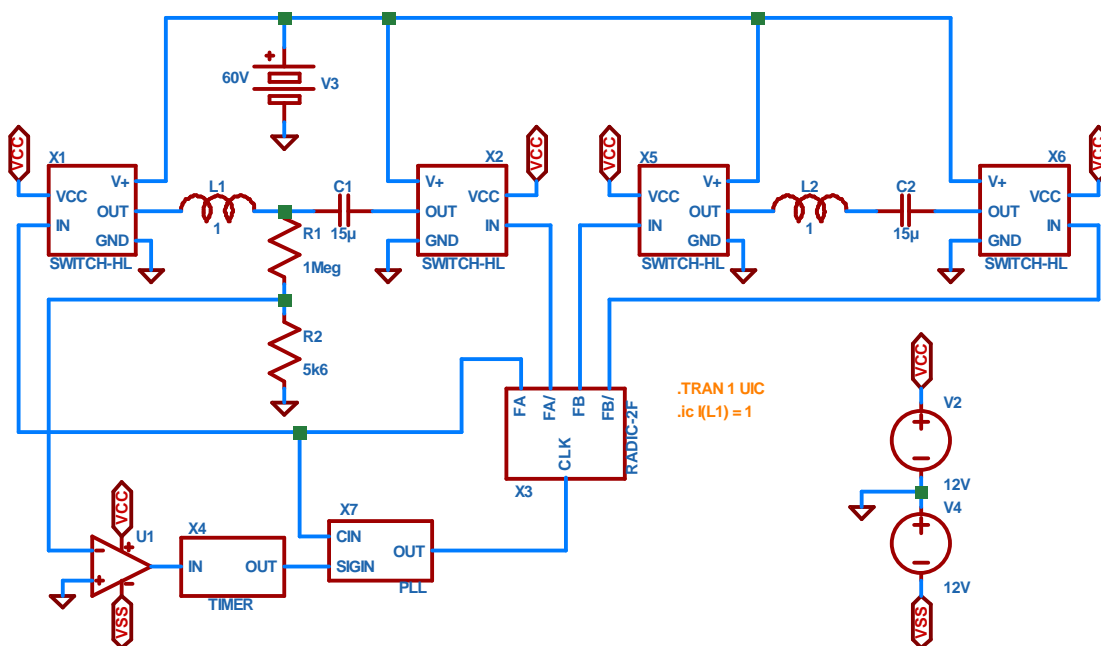 60V
V3
X1
VCC
V+
VCC
OUT
IN
GND
SWITCH-HL
L1
1
C1
15µ
R1
1Meg
R2
5k6
X2
VCC
V+
VCC
OUT
IN
GND
SWITCH-HL
X5
VCC
V+
VCC
OUT
IN
GND
SWITCH-HL
L2
1
C2
15µ
X6
VCC
V+
VCC
OUT
IN
GND
SWITCH-HL
FA
FA/
FB
FB/
CLK
RADIC-2F
X3
.TRAN 1 UIC
.ic I(L1) = 1
VCC
V2
12V
V4
12V
VSS
VCC
U1
VSS
X4
IN
OUT
TIMER
X7
CIN
SIGIN
OUT
PLL